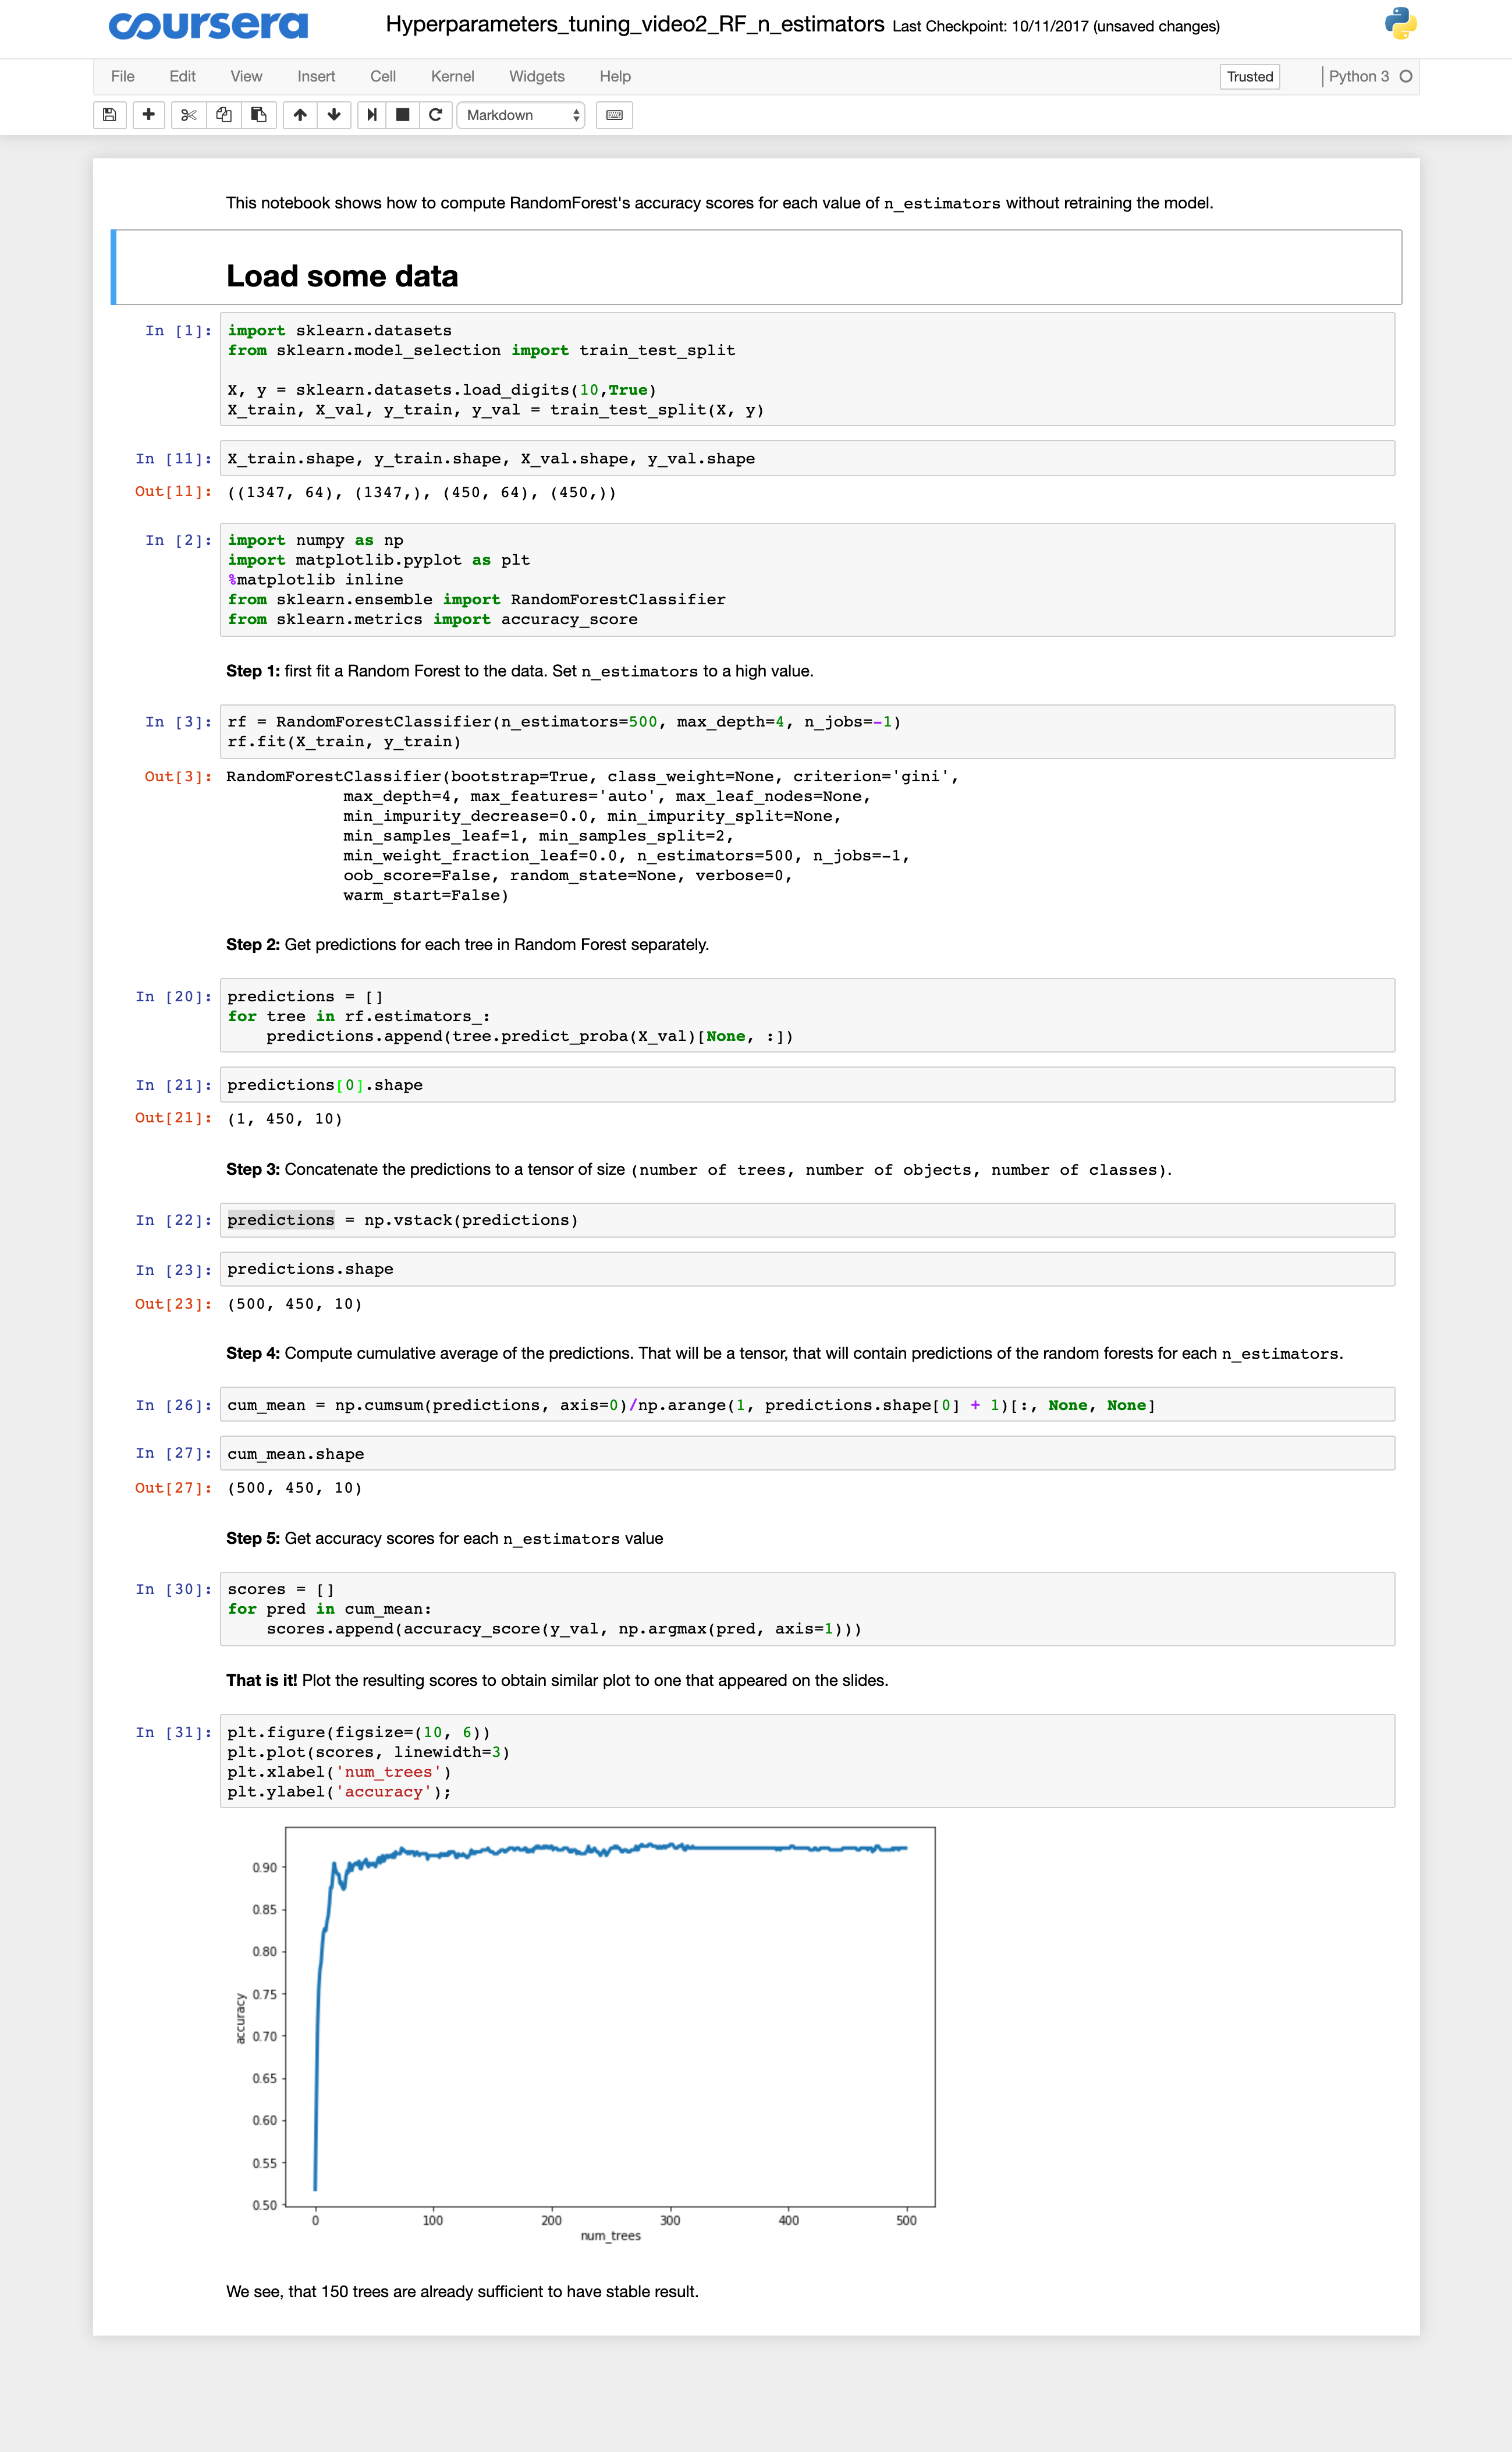 coursera
Hyperparameters_tuning_video2_RF_n_estimators Last Checkpoint: 10/11/2017 (unsaved changes)
File Edit View Insert Cell Kernel Widgets Help
Trusted
Python 3
Markdown
This notebook shows how to compute RandomForest's accuracy scores for each value of n_estimators without retraining the model.
Load some data
In [1]: import sklearn.datasets
from sklearn.model_selection import train_test_split
X, y = sklearn.datasets.load_digits(10,True)
X_train, X_val, y_train, y_val = train_test_split(X, y)
In [11]: X_train.shape, y_train.shape, X_val.shape, y_val.shape
Out[11]: ((1347, 64), (1347,), (450, 64), (450,))
In [2]: import numpy as np
import matplotlib.pyplot as plt
%matplotlib inline
from sklearn.ensemble import RandomForestClassifier
from sklearn.metrics import accuracy_score
Step 1: first fit a Random Forest to the data. Set n_estimators to a high value.
In [3]: rf = RandomForestClassifier(n_estimators=500, max_depth=4, n_jobs=-1)
rf.fit(X_train, y_train)
Out[3]: RandomForestClassifier(bootstrap=True, class_weight=None, criterion='gini',
max_depth=4, max_features='auto', max_leaf_nodes=None,
min_impurity_decrease=0.0, min_impurity_split=None,
min_samples_leaf=1, min_samples_split=2,
min_weight_fraction_leaf=0.0, n_estimators=500, n_jobs=-1,
oob_score=False, random_state=None, verbose=0,
warm_start=False)
Step 2: Get predictions for each tree in Random Forest separately.
In [20]: predictions = []
for tree in rf.estimators_:
predictions.append(tree.predict_proba(X_val)[None, :])
In [21]: predictions[0].shape
Out[21]: (1, 450, 10)
Step 3: Concatenate the predictions to a tensor of size (number of trees, number of objects, number of classes).
In [22]: predictions = np.vstack(predictions)
In [23]: predictions.shape
Out[23]: (500, 450, 10)
Step 4: Compute cumulative average of the predictions. That will be a tensor, that will contain predictions of the random forests for each n_estimators.
In [26]: cum_mean = np.cumsum(predictions, axis=0)/np.arange(1, predictions.shape[0] + 1)[:, None, None]
In [27]: cum_mean.shape
Out[27]: (500, 450, 10)
Step 5: Get accuracy scores for each n_estimators value
In [30]: scores = []
for pred in cum_mean:
scores.append(accuracy_score(y_val, np.argmax(pred, axis=1)))
That is it! Plot the resulting scores to obtain similar plot to one that appeared on the slides.
In [31]: plt.figure(figsize=(10, 6))
plt.plot(scores, linewidth=3)
plt.xlabel('num_trees')
plt.ylabel('accuracy');
0.90
0.85
0.80
0.75
0.70
0.65
0.60
0.55
0.50
accuracy
0 100 200 300 400 500
num_trees
We see, that 150 trees are already sufficient to have stable result.